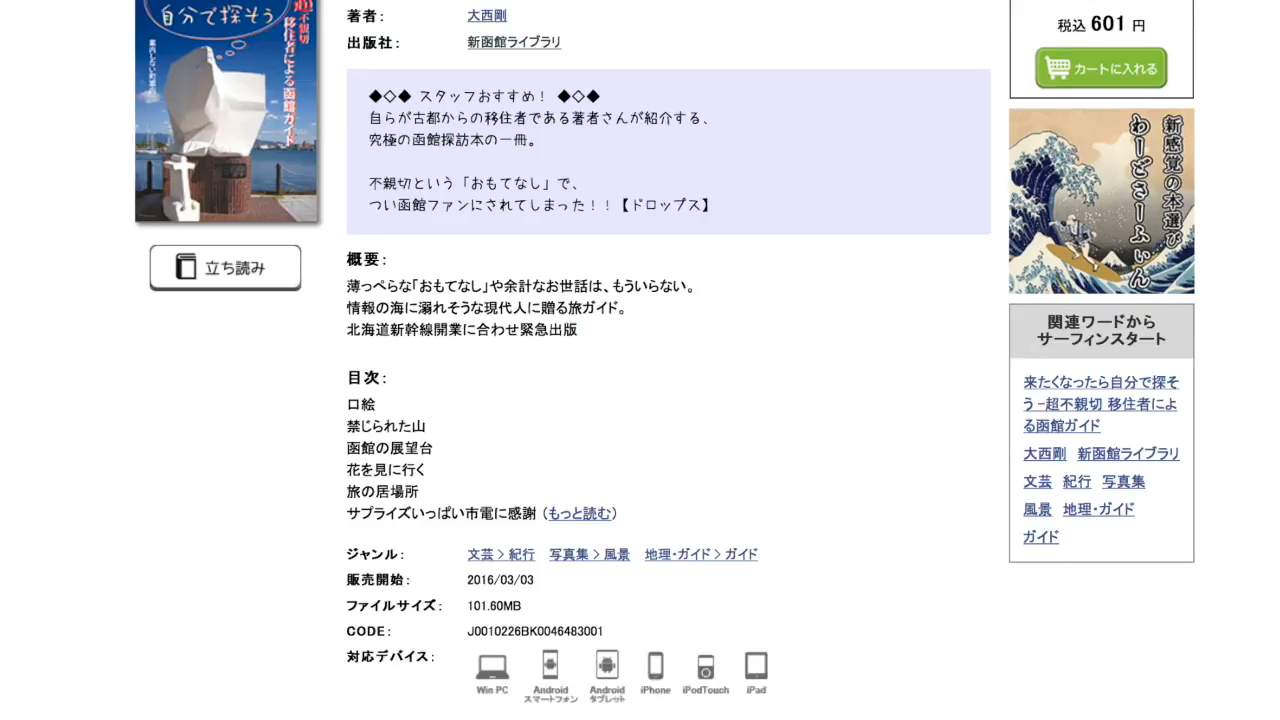 自分で探そう
超不親切
移住者による函館ガイド
立ち読み
著者：
大西剛
出版社：
新函館ライブラリ
◆◇◆ スタッフおすすめ！ ◆◇◆
自らが古都からの移住者である著者さんが紹介する、
究極の函館探訪本の一冊。
不親切という「おもてなし」で、
つい函館ファンにされてしまった！！【ドロップス】
概要：
薄っぺらな「おもてなし」や余計なお世話は、もういらない。
情報の海に溺れそうな現代人に贈る旅ガイド。
北海道新幹線開業に合わせ緊急出版
目次：
口絵
禁じられた山
函館の展望台
花を見に行く
旅の居場所
サプライズいっぱい市電に感謝 （もっと読む）
ジャンル：
文芸 > 紀行 写真集 > 風景 地理・ガイド > ガイド
販売開始：
2016/03/03
ファイルサイズ：
101.60MB
CODE：
J0010226BK0046483001
対応デバイス：
Win PC
Android
スマートフォン
Android
タブレット
iPhone
iPodTouch
iPad
税込 601 円
カートに入れる
新感覚の本選び
わーどさーふぃん
関連ワードから
サーフィンスタート
来たくなったら自分で探そ
う -超不親切 移住者によ
る函館ガイド
大西剛 新函館ライブラリ
文芸 紀行 写真集
風景 地理・ガイド
ガイド